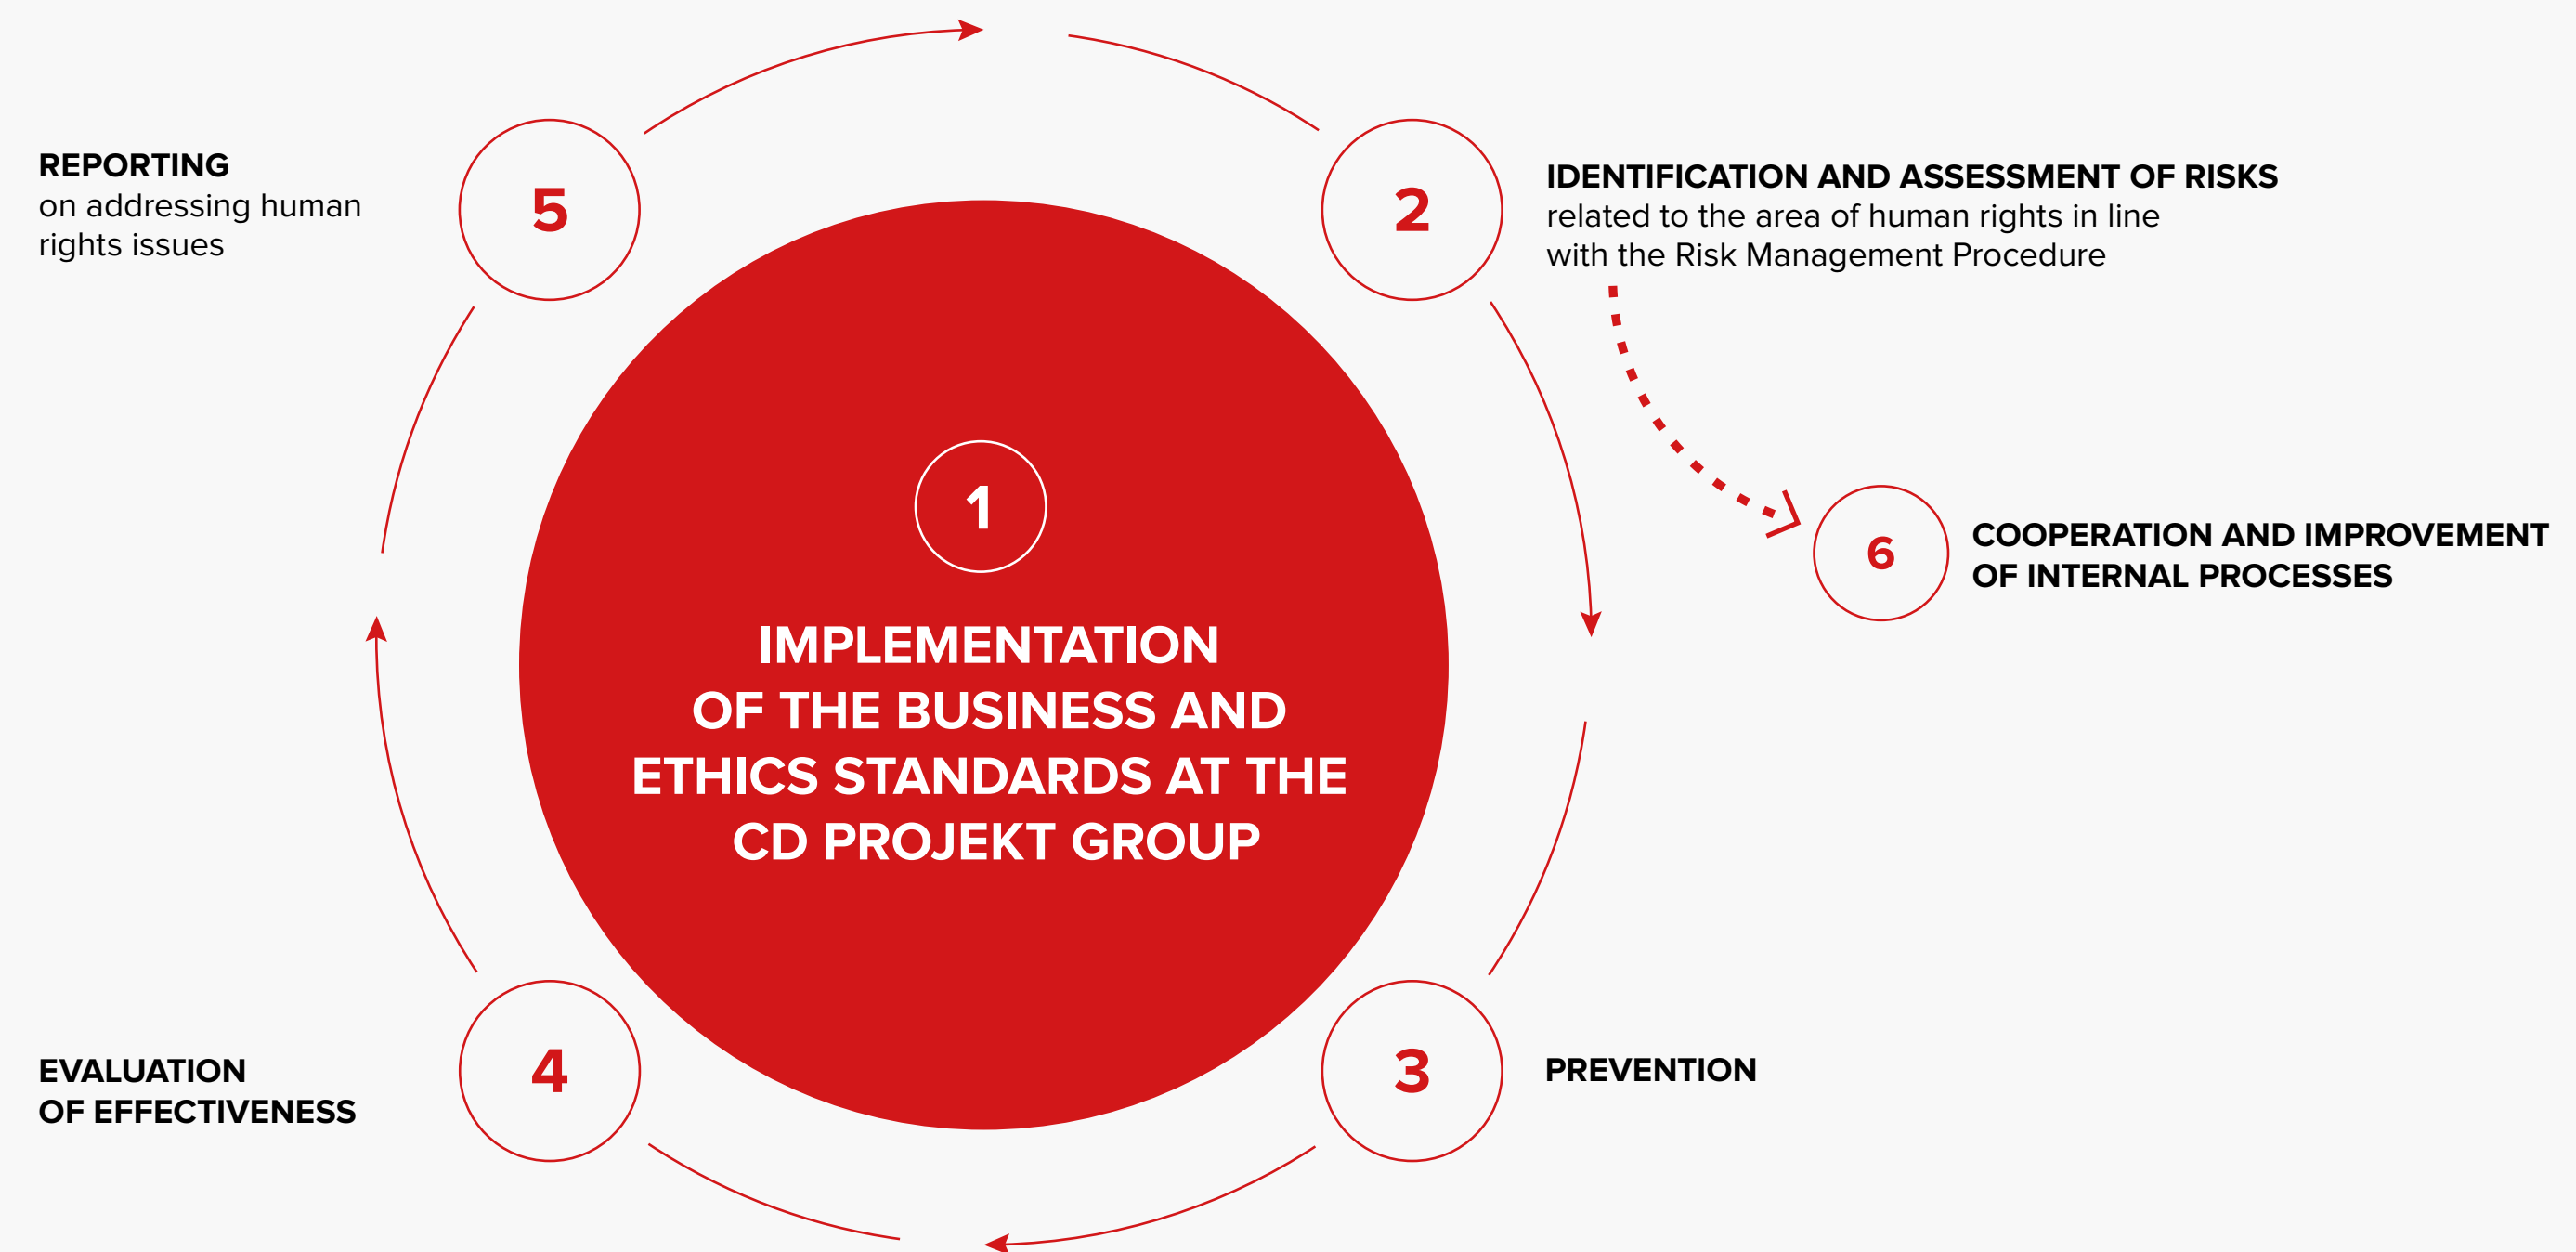 1
IMPLEMENTATION
OF THE BUSINESS AND
ETHICS STANDARDS AT THE
CD PROJEKT GROUP
2
IDENTIFICATION AND ASSESSMENT OF RISKS
related to the area of human rights in line
with the Risk Management Procedure
3
PREVENTION
4
EVALUATION
OF EFFECTIVENESS
5
REPORTING
on addressing human
rights issues
6
COOPERATION AND IMPROVEMENT
OF INTERNAL PROCESSES